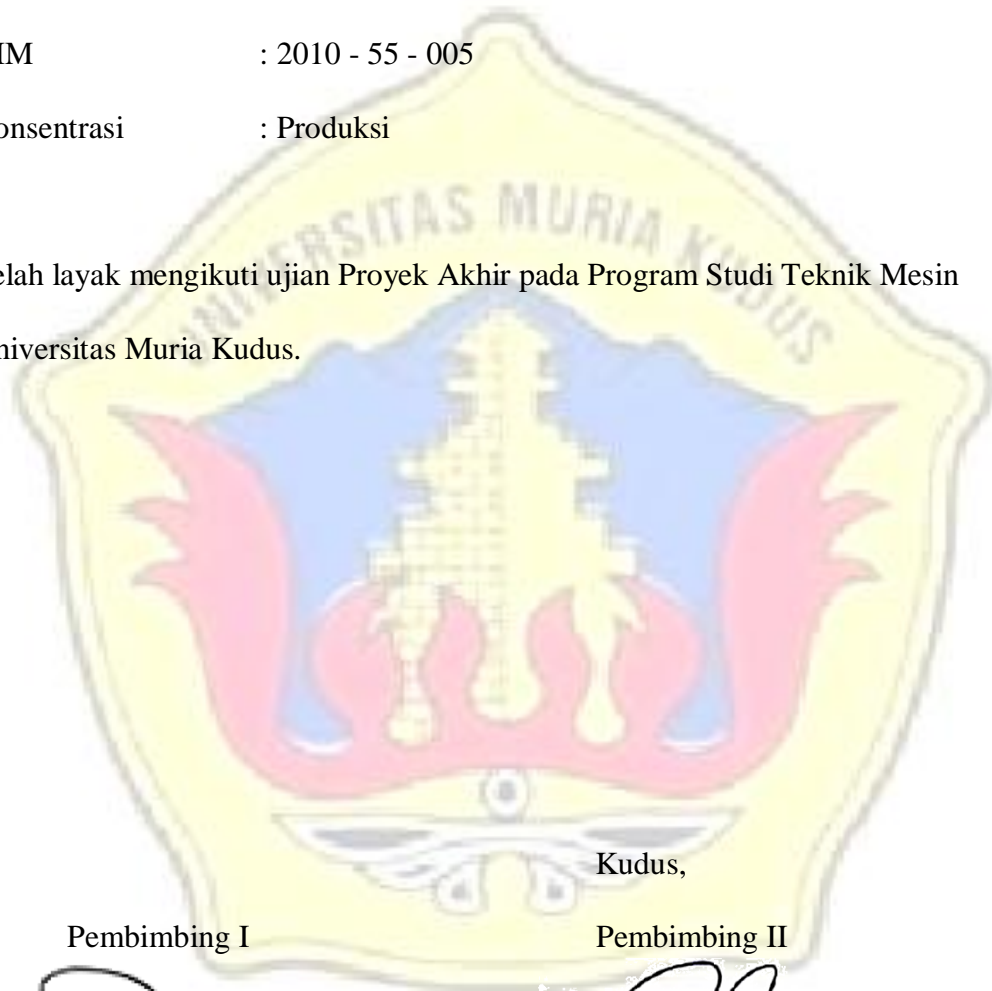 IM : 2010 - 55 - 005
onsentrasi : Produksi
UNIVERSITAS MURIA KUDUS
elah layak mengikuti ujian Proyek Akhir pada Program Studi Teknik Mesin
niversitas Muria Kudus.
Kudus,
Pembimbing I Pembimbing II